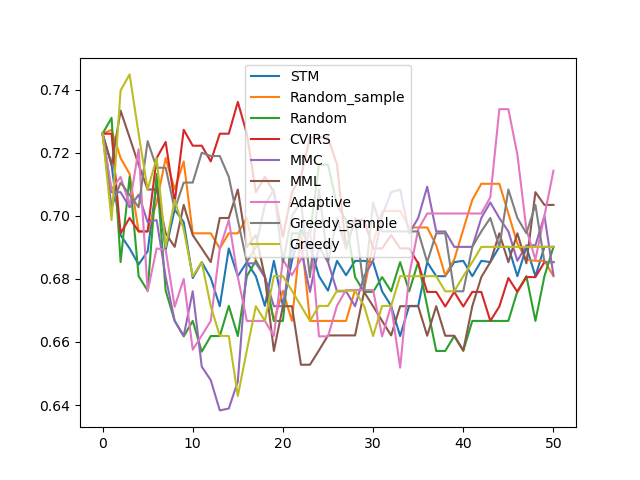 0.74
0.72
0.70
0.68
0.66
0.64
0
10
20
30
40
50
STM
Random_sample
Random
CVIRS
MMC
MML
Adaptive
Greedy_sample
Greedy